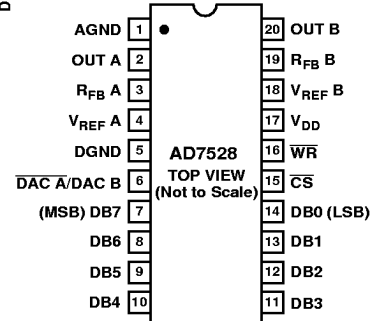 D
AGND 1 20 OUT B
OUT A 2 19 RFB B
RFB A 3 18 VREF B
VREF A 4 17 VDD
DGND 5 AD7528 16 WR
DAC A/DAC B 6 TOP VIEW 15 CS
(Not to Scale)
(MSB) DB7 7 14 DB0 (LSB)
DB6 8 13 DB1
DB5 9 12 DB2
DB4 10 11 DB3